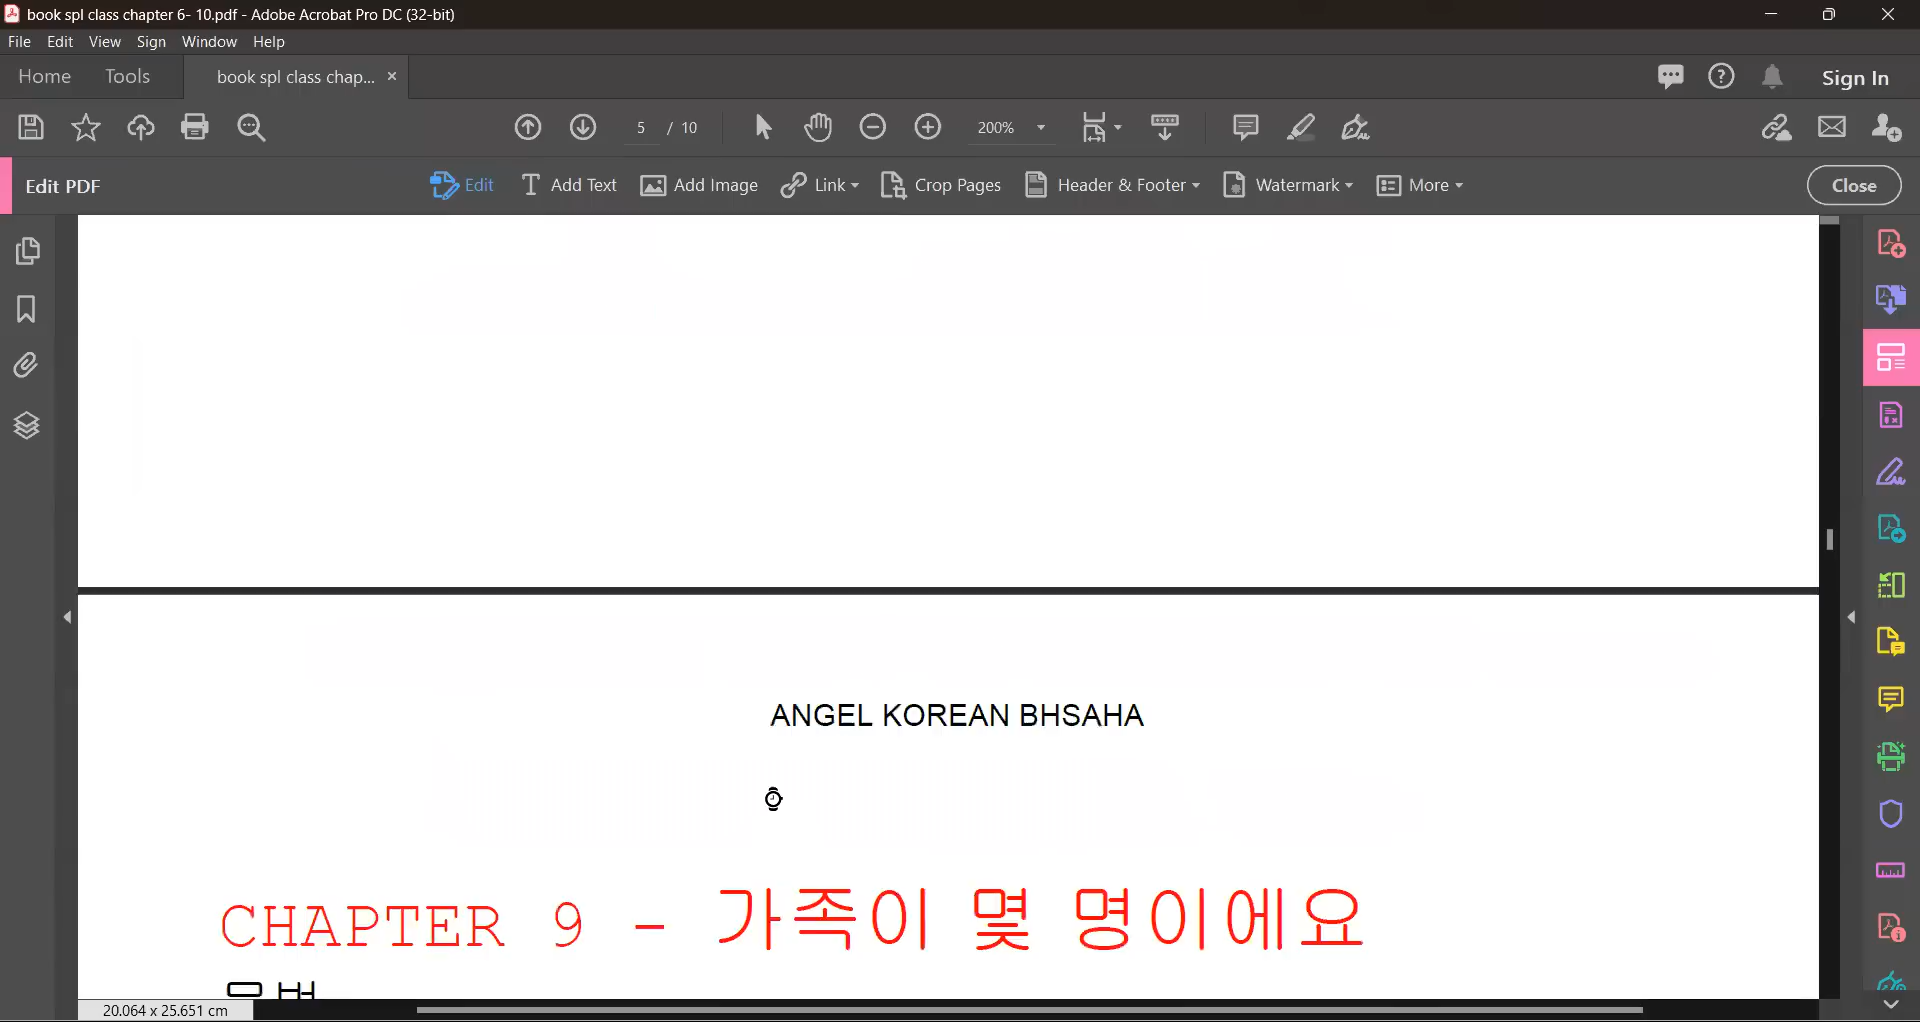 book spl class chapter 6- 10.pdf - Adobe Acrobat Pro DC (32-bit)
File Edit View Sign Window Help
Home Tools book spl class chap... Sign In
5 / 10 200%
Edit PDF Edit Add Text Add Image Link Crop Pages Header & Footer Watermark More Close
ANGEL KOREAN BHSAHA
CHAPTER 9 - 가족이 몇 명이에요
20.064 x 25.651 cm